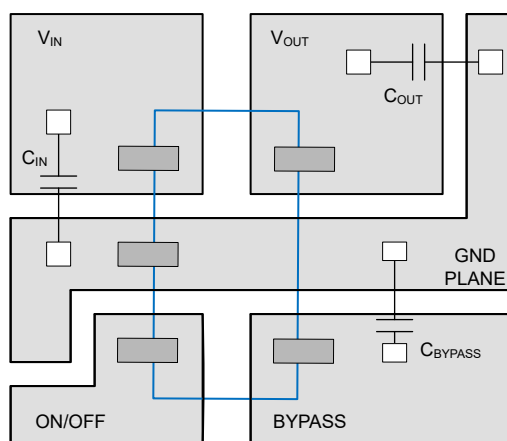 VIN
VOUT
COUT
CIN
GND
PLANE
CBYPASS
ON/OFF
BYPASS